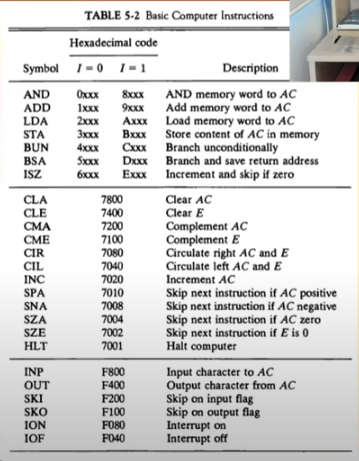 TABLE 5-2 Basic Computer Instructions
Hexadecimal code
Symbol I = 0 I = 1 Description
AND 0xxx 8xxx AND memory word to AC
ADD 1xxx 9xxx Add memory word to AC
LDA 2xxx Axxx Load memory word to AC
STA 3xxx Bxxx Store content of AC in memory
BUN 4xxx Cxxx Branch unconditionally
BSA 5xxx Dxxx Branch and save return address
ISZ 6xxx Exxx Increment and skip if zero
CLA 7800 Clear AC
CLE 7400 Clear E
CMA 7200 Complement AC
CME 7100 Complement E
CIR 7080 Circulate right AC and E
CIL 7040 Circulate left AC and E
INC 7020 Increment AC
SPA 7010 Skip next instruction if AC positive
SNA 7008 Skip next instruction if AC negative
SZA 7004 Skip next instruction if AC zero
SZE 7002 Skip next instruction if E is 0
HLT 7001 Halt computer
INP F800 Input character to AC
OUT F400 Output character from AC
SKI F200 Skip on input flag
SKO F100 Skip on output flag
ION F080 Interrupt on
IOF F040 Interrupt off